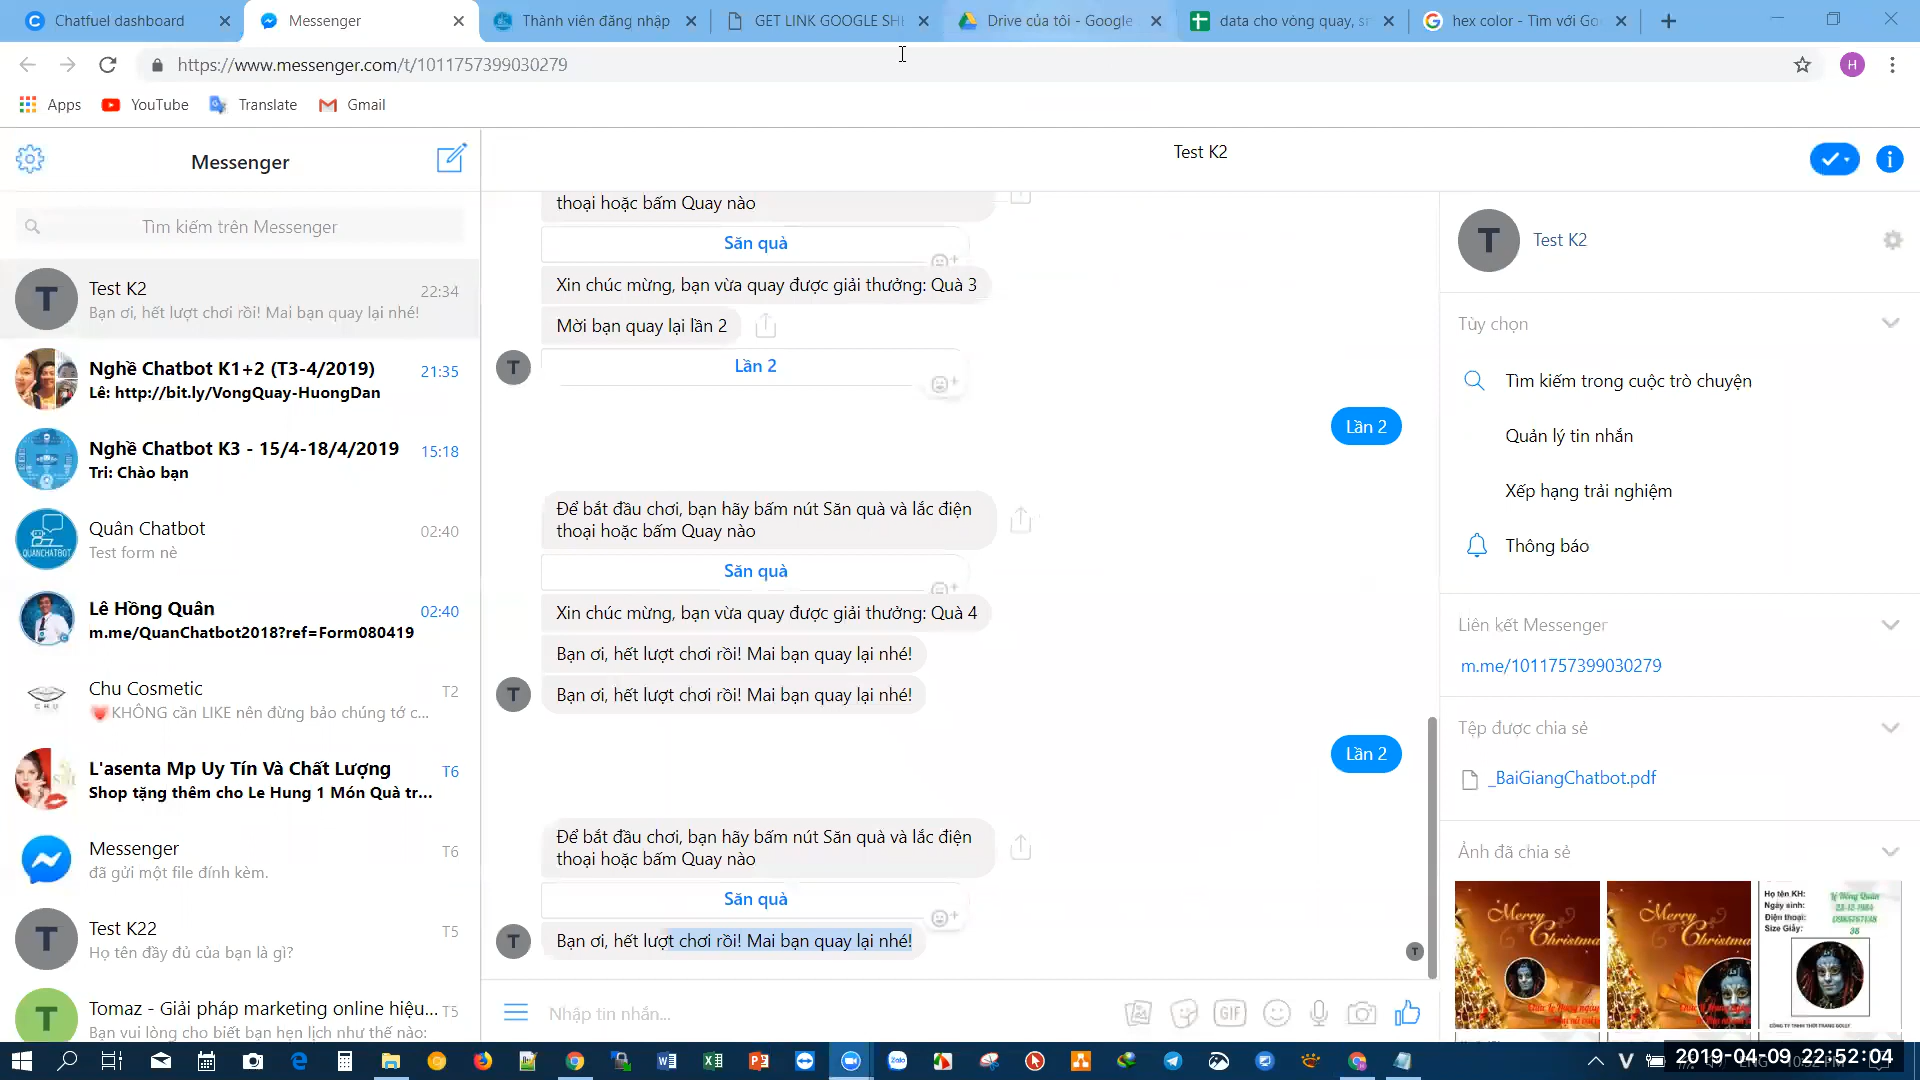 Chatfuel dashboard
Messenger
Thành viên đăng nhập
GET LINK GOOGLE SHE
Drive của tôi - Google
data cho vòng quay, sr
hex color - Tìm với Go
https://www.messenger.com/t/1011757399030279
H
Apps
YouTube
Translate
Gmail
Messenger
Tìm kiếm trên Messenger
T
Test K2
22:34
Bạn ơi, hết lượt chơi rồi! Mai bạn quay lại nhé!
Nghề Chatbot K1+2 (T3-4/2019)
21:35
Lê: http://bit.ly/VongQuay-HuongDan
Nghề Chatbot K3 - 15/4-18/4/2019
15:18
Tri: Chào bạn
QUANCHATBOT
Quân Chatbot
02:40
Test form nè
Lê Hồng Quân
02:40
m.me/QuanChatbot2018?ref=Form080419
CHU
Chu Cosmetic
T2
KHÔNG cần LIKE nên đừng bảo chúng tớ c...
L'asenta Mp Uy Tín Và Chất Lượng
T6
Shop tặng thêm cho Le Hung 1 Món Quà tr...
Messenger
T6
đã gửi một file đính kèm.
T
Test K22
T5
Họ tên đầy đủ của bạn là gì?
T
Tomaz - Giải pháp marketing online hiệu...
T5
Bạn vui lòng cho biết bạn hẹn lịch như thế nào:
Test K2
thoại hoặc bấm Quay nào
Săn quà
Xin chúc mừng, bạn vừa quay được giải thưởng: Quà 3
Mời bạn quay lại lần 2
T
Lần 2
Lần 2
Để bắt đầu chơi, bạn hãy bấm nút Săn quà và lắc điện
thoại hoặc bấm Quay nào
Săn quà
Xin chúc mừng, bạn vừa quay được giải thưởng: Quà 4
Bạn ơi, hết lượt chơi rồi! Mai bạn quay lại nhé!
T
Bạn ơi, hết lượt chơi rồi! Mai bạn quay lại nhé!
Lần 2
Để bắt đầu chơi, bạn hãy bấm nút Săn quà và lắc điện
thoại hoặc bấm Quay nào
Săn quà
T
Bạn ơi, hết lượt chơi rồi! Mai bạn quay lại nhé!
T
Nhập tin nhắn...
GIF
T
Test K2
Tùy chọn
Tìm kiếm trong cuộc trò chuyện
Quản lý tin nhắn
Xếp hạng trải nghiệm
Thông báo
Liên kết Messenger
m.me/1011757399030279
Tệp được chia sẻ
_BaiGiangChatbot.pdf
Ảnh đã chia sẻ
Merry
Christmas
Merry
Christmas
Họ tên KH:
Lê Hồng Quân
Ngày sinh:
Điện thoại:
Size Giầy:
38
Zalo
V
ENG
2019-04-09 22:52:04